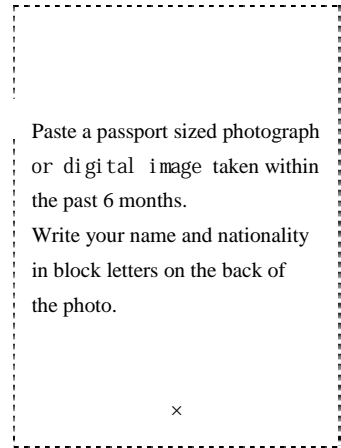 Paste a passport sized photograph
or digital image taken within
the past 6 months.
Write your name and nationality
in block letters on the back of
the photo.
×